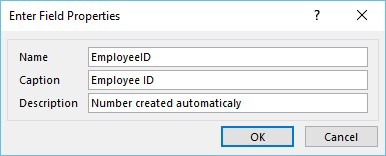 Enter Field Properties ?
Name EmployeeID
Caption Employee ID
Description Number created automaticaly
OK Cancel